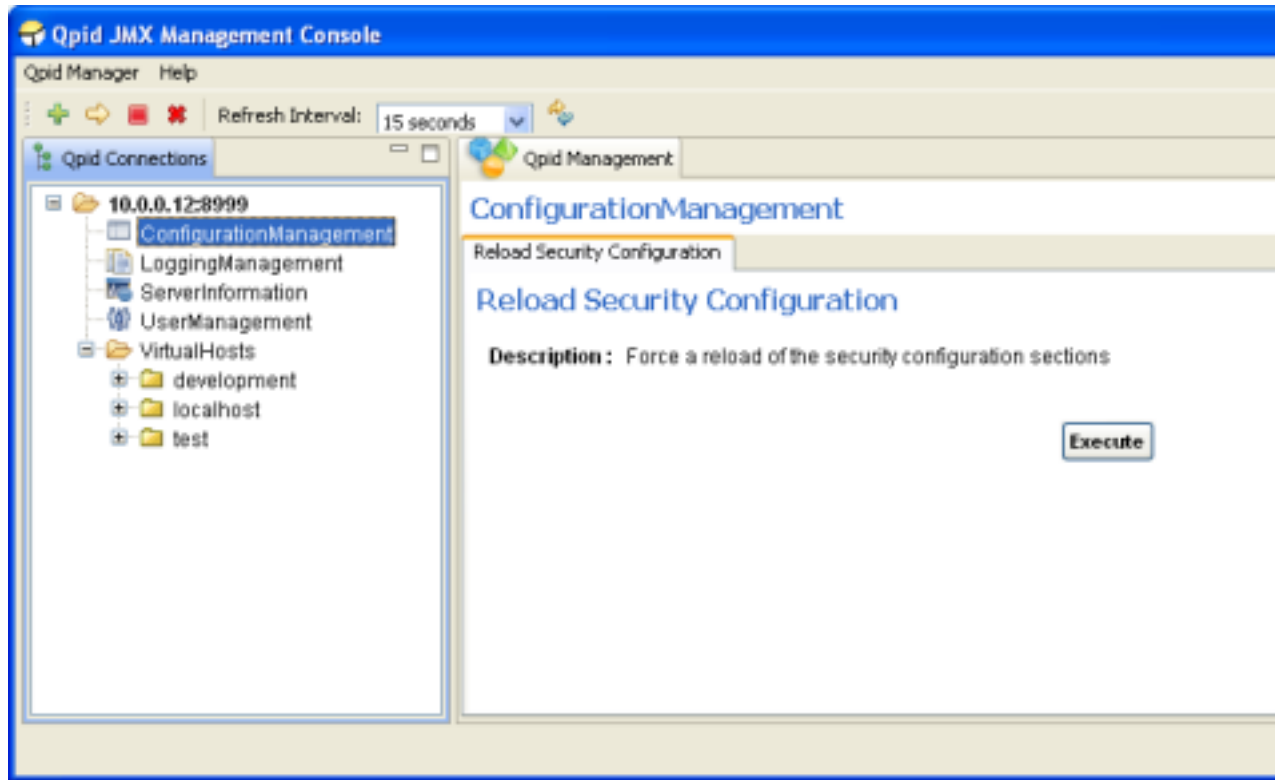 Qpid JMX Management Console
Qpid Manager Help
Refresh Interval: 15 seconds
Qpid Connections
10.0.0.12:8999
ConfigurationManagement
LoggingManagement
ServerInformation
UserManagement
VirtualHosts
development
localhost
test
Qpid Management
ConfigurationManagement
Reload Security Configuration
Reload Security Configuration
Description : Force a reload of the security configuration sections
Execute